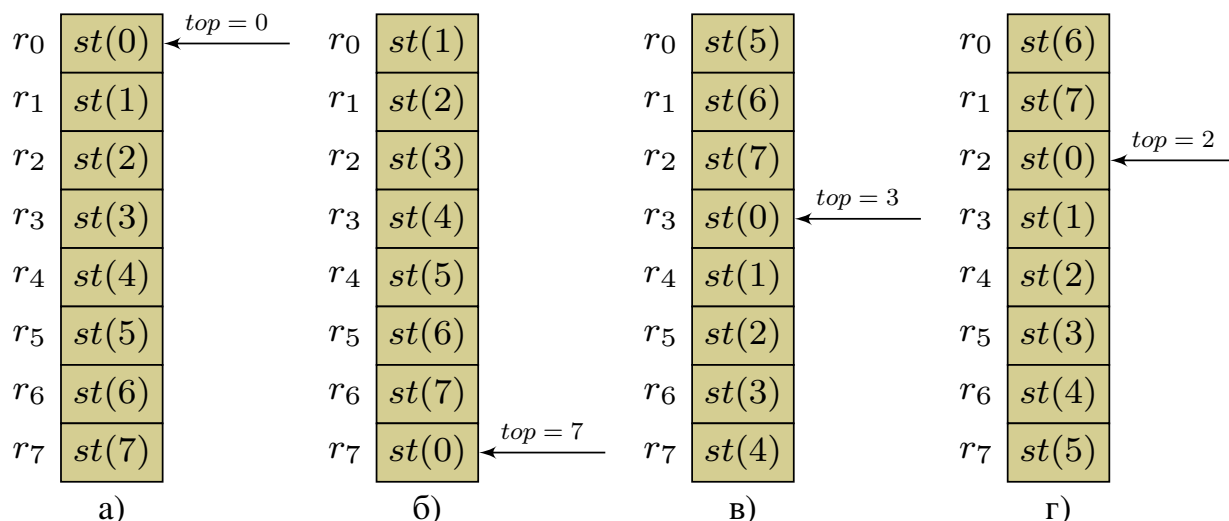 top = 0
r0 st(0) r0 st(1) r0 st(5) r0 st(6)
r1 st(1) r1 st(2) r1 st(6) r1 st(7)
top = 2
r2 st(2) r2 st(3) r2 st(7) r2 st(0)
top = 3
r3 st(3) r3 st(4) r3 st(0) r3 st(1)
r4 st(4) r4 st(5) r4 st(1) r4 st(2)
r5 st(5) r5 st(6) r5 st(2) r5 st(3)
r6 st(6) r6 st(7) r6 st(3) r6 st(4)
top = 7
r7 st(7) r7 st(0) r7 st(4) r7 st(5)
а) б) в) г)